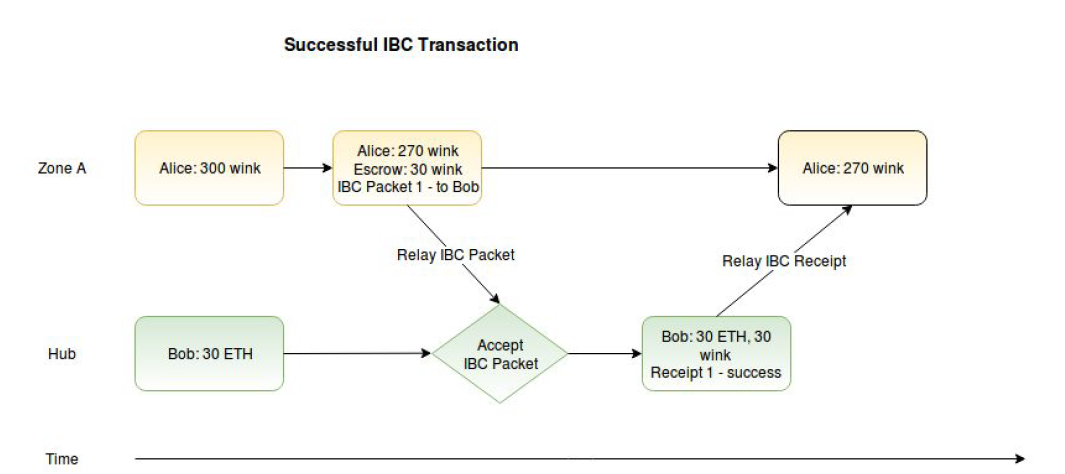 Successful IBC Transaction
Zone A
Alice: 300 wink
Alice: 270 wink
Escrow: 30 wink
IBC Packet 1 - to Bob
Alice: 270 wink
Relay IBC Packet
Relay IBC Receipt
Hub
Bob: 30 ETH
Accept
IBC Packet
Bob: 30 ETH, 30
wink
Receipt 1 - success
Time